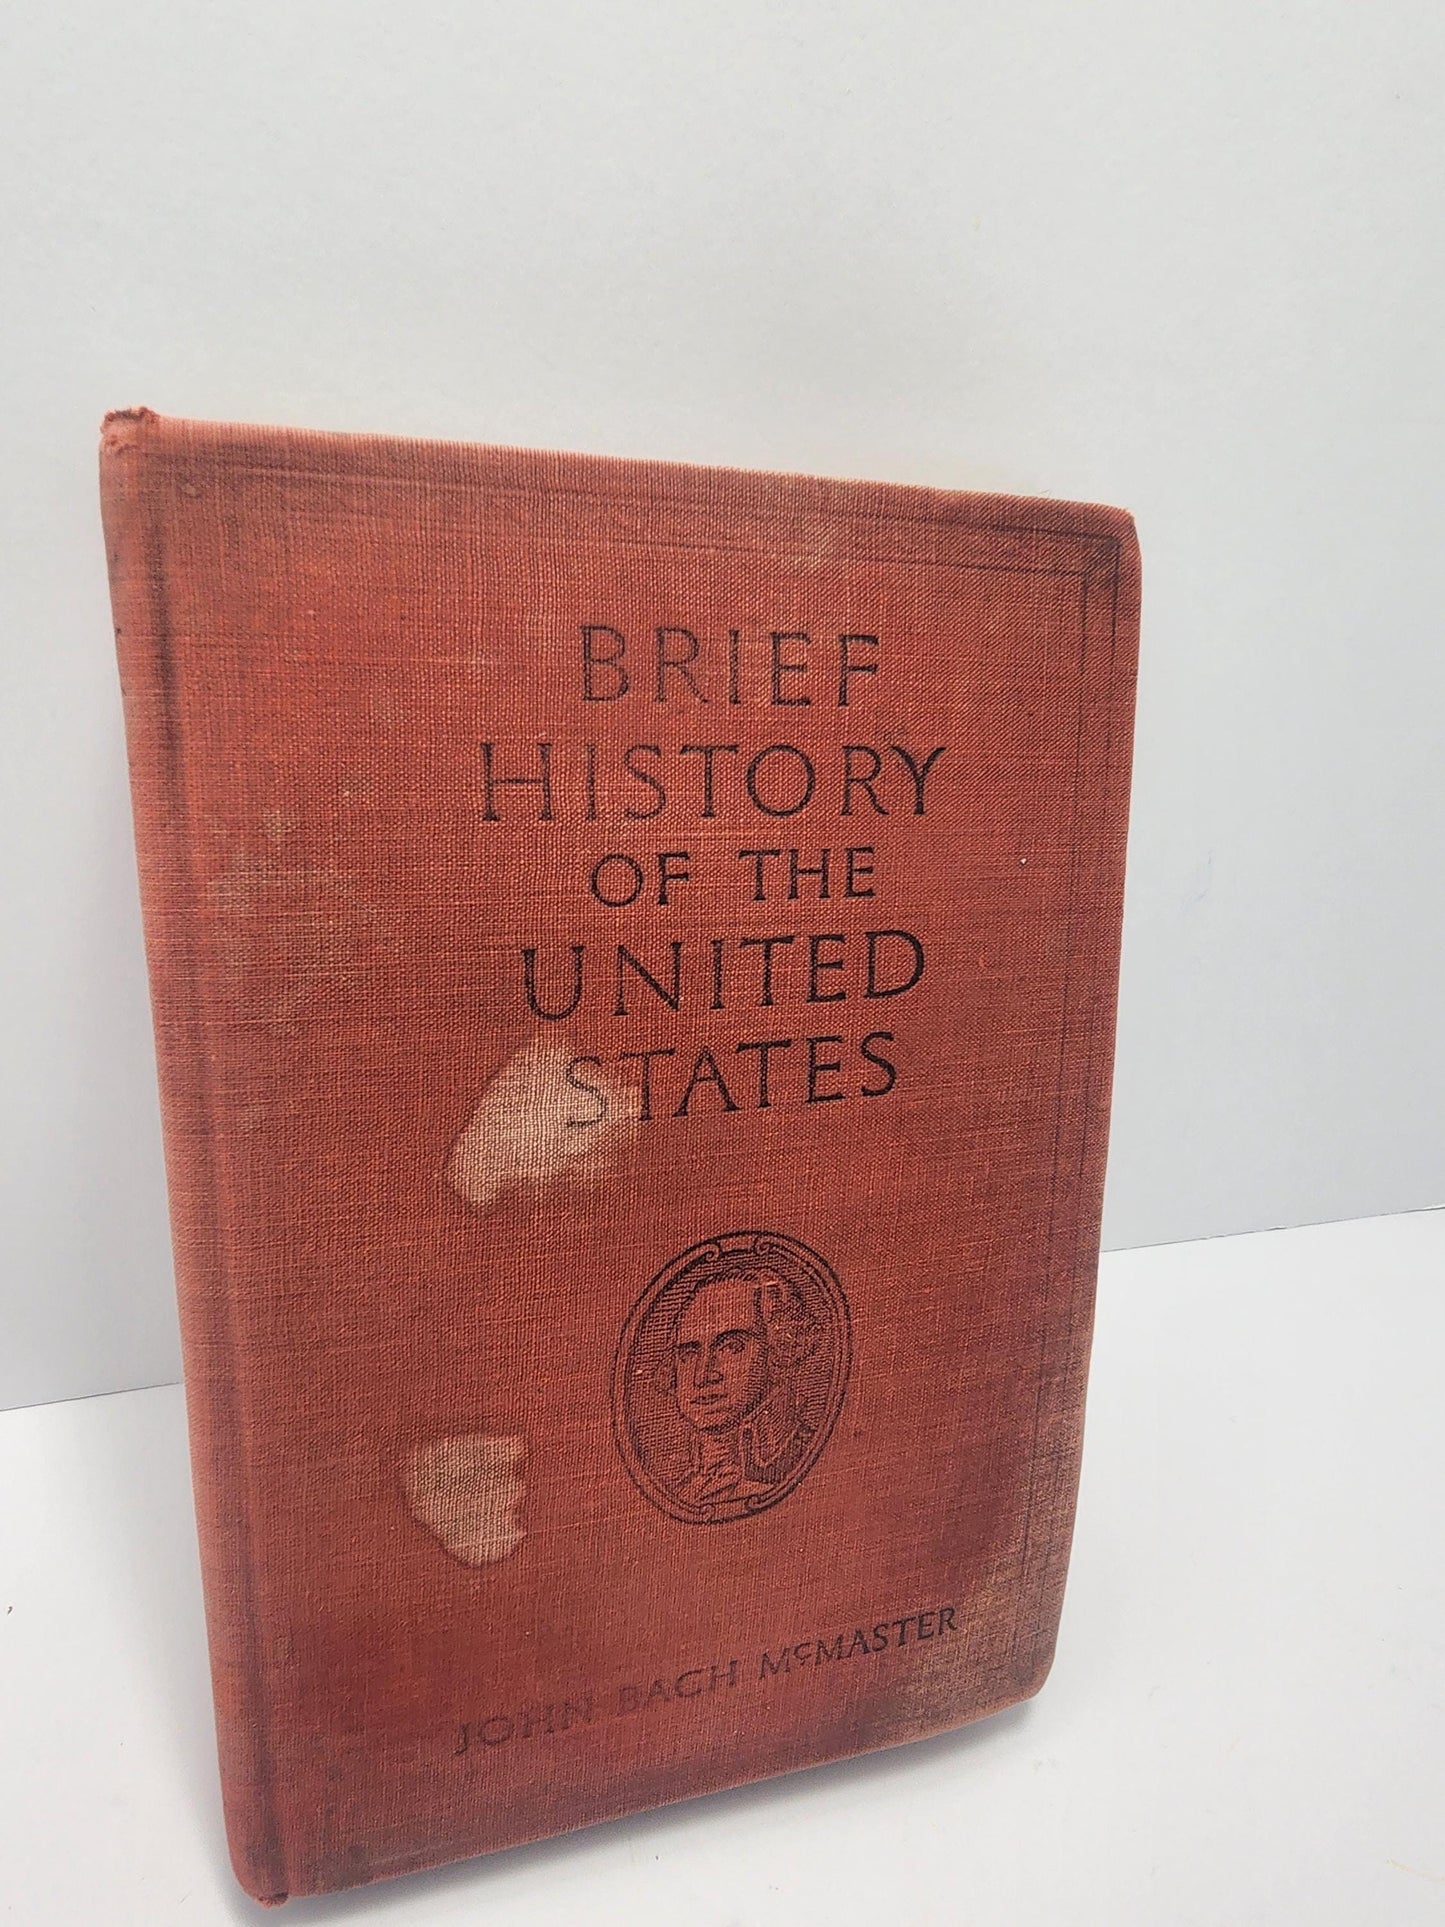 BRIEF
HISTORY
OF THE
UNITED
STATES
JOHN BACH McMASTER